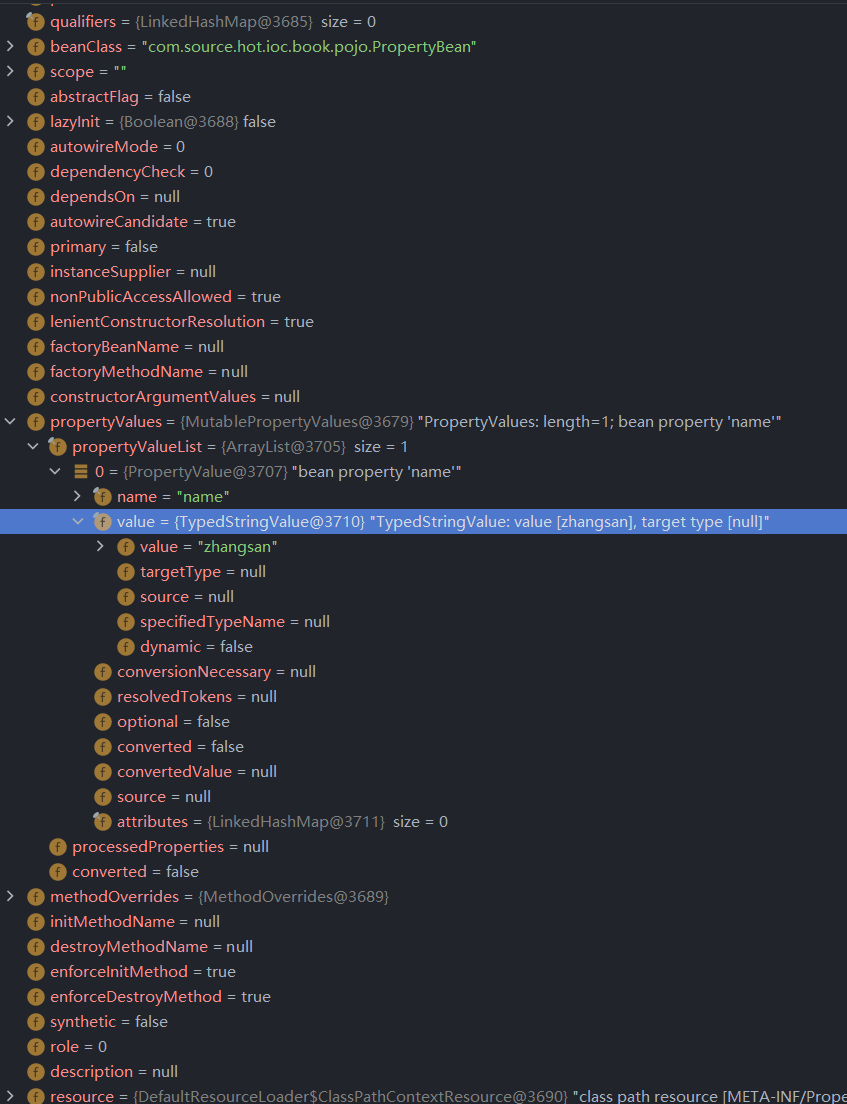 qualifiers = {LinkedHashMap@3685} size = 0
beanClass = "com.source.hot.ioc.book.pojo.PropertyBean"
scope = ""
abstractFlag = false
lazyInit = {Boolean@3688} false
autowireMode = 0
dependencyCheck = 0
dependsOn = null
autowireCandidate = true
primary = false
instanceSupplier = null
nonPublicAccessAllowed = true
lenientConstructorResolution = true
factoryBeanName = null
factoryMethodName = null
constructorArgumentValues = null
propertyValues = {MutablePropertyValues@3679} "PropertyValues: length=1; bean property 'name'"
propertyValueList = {ArrayList@3705} size = 1
0 = {PropertyValue@3707} "bean property 'name'"
name = "name"
value = {TypedStringValue@3710} "TypedStringValue: value [zhangsan], target type [null]"
value = "zhangsan"
targetType = null
source = null
specifiedTypeName = null
dynamic = false
conversionNecessary = null
resolvedTokens = null
optional = false
converted = false
convertedValue = null
source = null
attributes = {LinkedHashMap@3711} size = 0
processedProperties = null
converted = false
methodOverrides = {MethodOverrides@3689}
initMethodName = null
destroyMethodName = null
enforceInitMethod = true
enforceDestroyMethod = true
synthetic = false
role = 0
description = null
resource = {DefaultResourceLoader$ClassPathContextResource@3690} "class path resource [META-INF/Prope